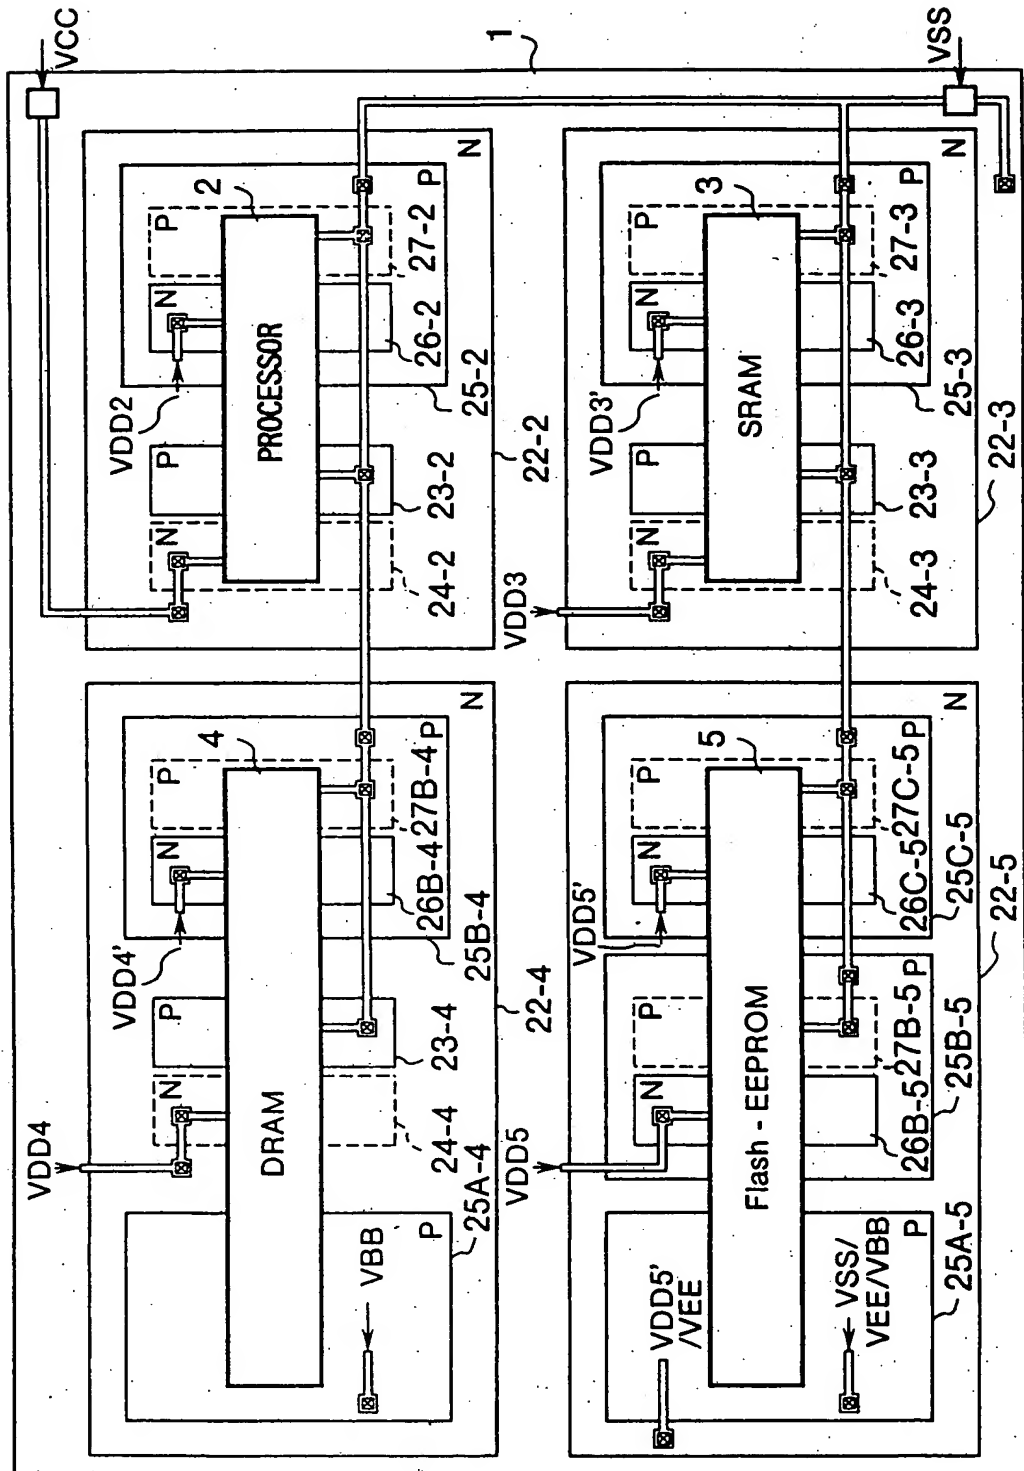 VCC
1
VSS
N
P
2
P
27-2
N
26-2
25-2
VDD2
PROCESSOR
22-2
P
23-2
N
24-2
N
P
3
P
27-3
N
26-3
25-3
VDD3'
SRAM
22-3
P
23-3
N
24-3
VDD3
N
P
4
P
27B-4
N
26B-4
25B-4
VDD4'
22-4
P
23-4
N
24-4
DRAM
VDD4
25A-4
P
VBB
N
P
5
P
27C-5
N
26C-5
25C-5
22-5
VDD5'
P
P
27B-5
N
26B-5
25B-5
Flash-EEPROM
VDD5
25A-5
P
VDD5'
/VEE
VSS/
VEE/VBB